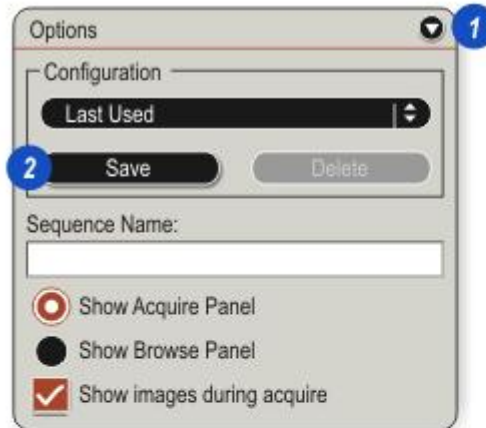 Options
1
Configuration
Last Used
2
Save
Delete
Sequence Name:
Show Acquire Panel
Show Browse Panel
Show images during acquire